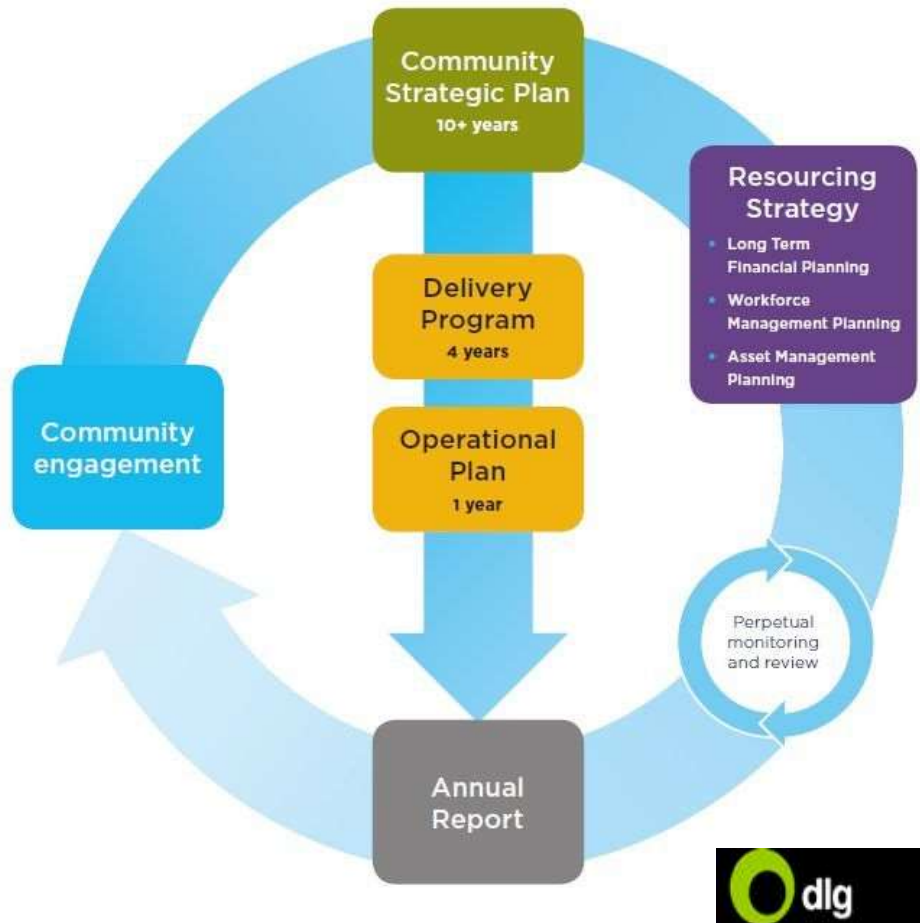 Community
Strategic Plan
10+ years
Resourcing
Strategy
• Long Term
Financial Planning
• Workforce
Management Planning
• Asset Management
Planning
Delivery
Program
4 years
Community
engagement
Operational
Plan
1 year
Perpetual
monitoring
and review
Annual
Report
dlg